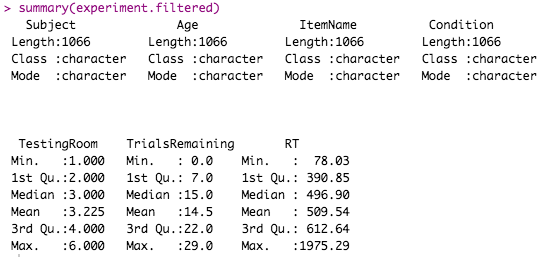 > summary(experiment.filtered)
Subject Age ItemName Condition
Length:1066 Length:1066 Length:1066 Length:1066
Class :character Class :character Class :character Class :character
Mode :character Mode :character Mode :character Mode :character
TestingRoom TrialsRemaining RT
Min. :1.000 Min. : 0.0 Min. : 78.03
1st Qu.:2.000 1st Qu.: 7.0 1st Qu.: 390.85
Median :3.000 Median :15.0 Median : 496.90
Mean :3.225 Mean :14.5 Mean : 509.54
3rd Qu.:4.000 3rd Qu.:22.0 3rd Qu.: 612.64
Max. :6.000 Max. :29.0 Max. :1975.29